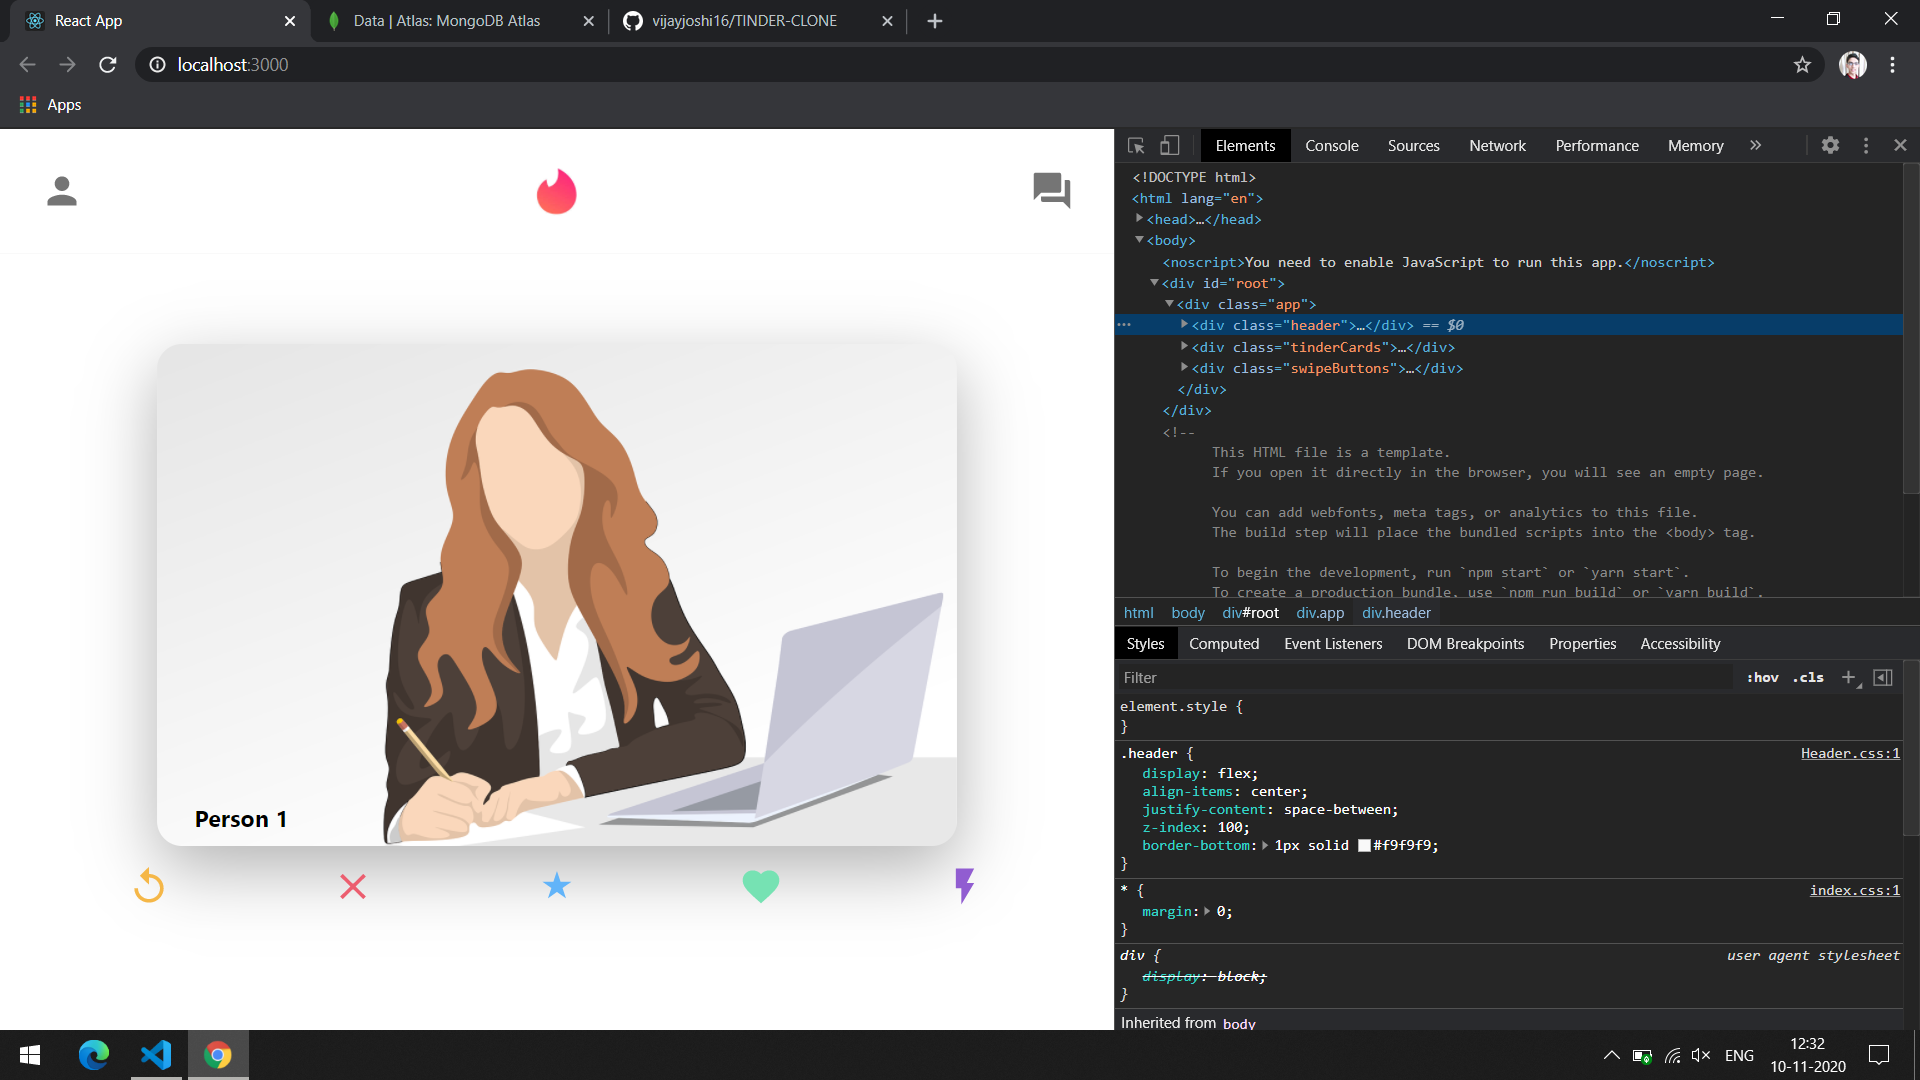 React App
Data | Atlas: MongoDB Atlas
vijayjoshi16/TINDER-CLONE
localhost:3000
Apps
Person 1
Elements Console Sources Network Performance Memory »
<!DOCTYPE html>
<html lang="en">
<head>…</head>
<body>
<noscript>You need to enable JavaScript to run this app.</noscript>
<div id="root">
<div class="app">
<div class="header">…</div> == $0
<div class="tinderCards">…</div>
<div class="swipeButtons">…</div>
</div>
</div>
<!--
This HTML file is a template.
If you open it directly in the browser, you will see an empty page.
You can add webfonts, meta tags, or analytics to this file.
The build step will place the bundled scripts into the <body> tag.
To begin the development, run `npm start` or `yarn start`.
To create a production bundle, use `npm run build` or `yarn build`.
html body div#root div.app div.header
Styles Computed Event Listeners DOM Breakpoints Properties Accessibility
Filter :hov .cls
element.style {
}
.header { Header.css:1
display: flex;
align-items: center;
justify-content: space-between;
z-index: 100;
border-bottom: 1px solid #f9f9f9;
}
* { index.css:1
margin: 0;
}
div { user agent stylesheet
display: block;
}
Inherited from body
ENG
12:32
10-11-2020